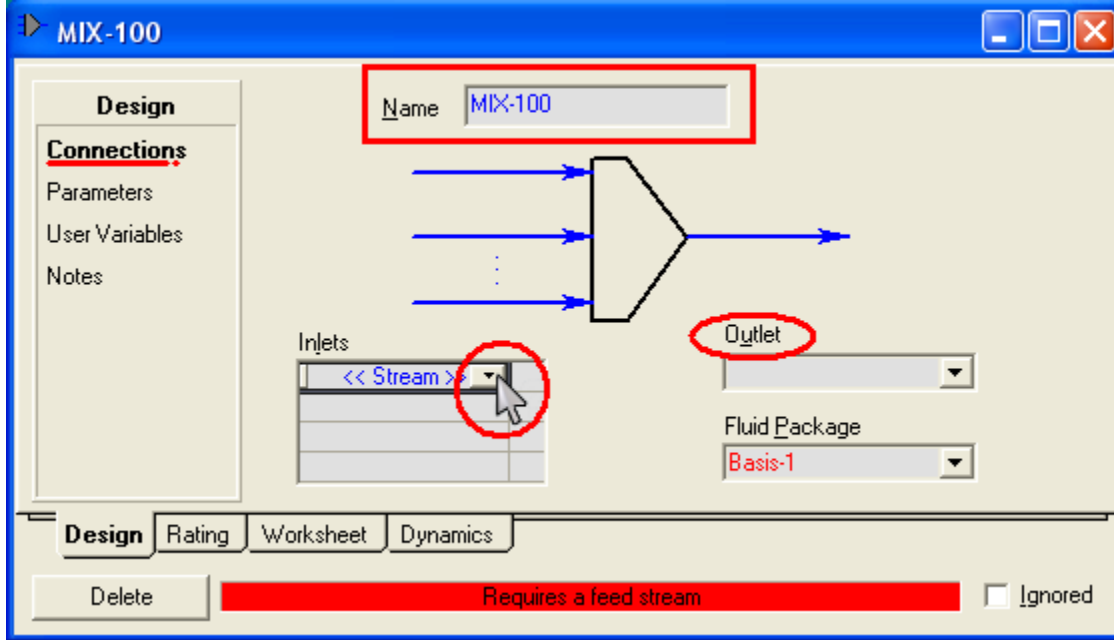 MIX-100
Design
Connections
Parameters
User Variables
Notes
Name MIX-100
Inlets
<< Stream >>
Outlet
Fluid Package
Basis-1
Design Rating Worksheet Dynamics
Delete Requires a feed stream Ignored